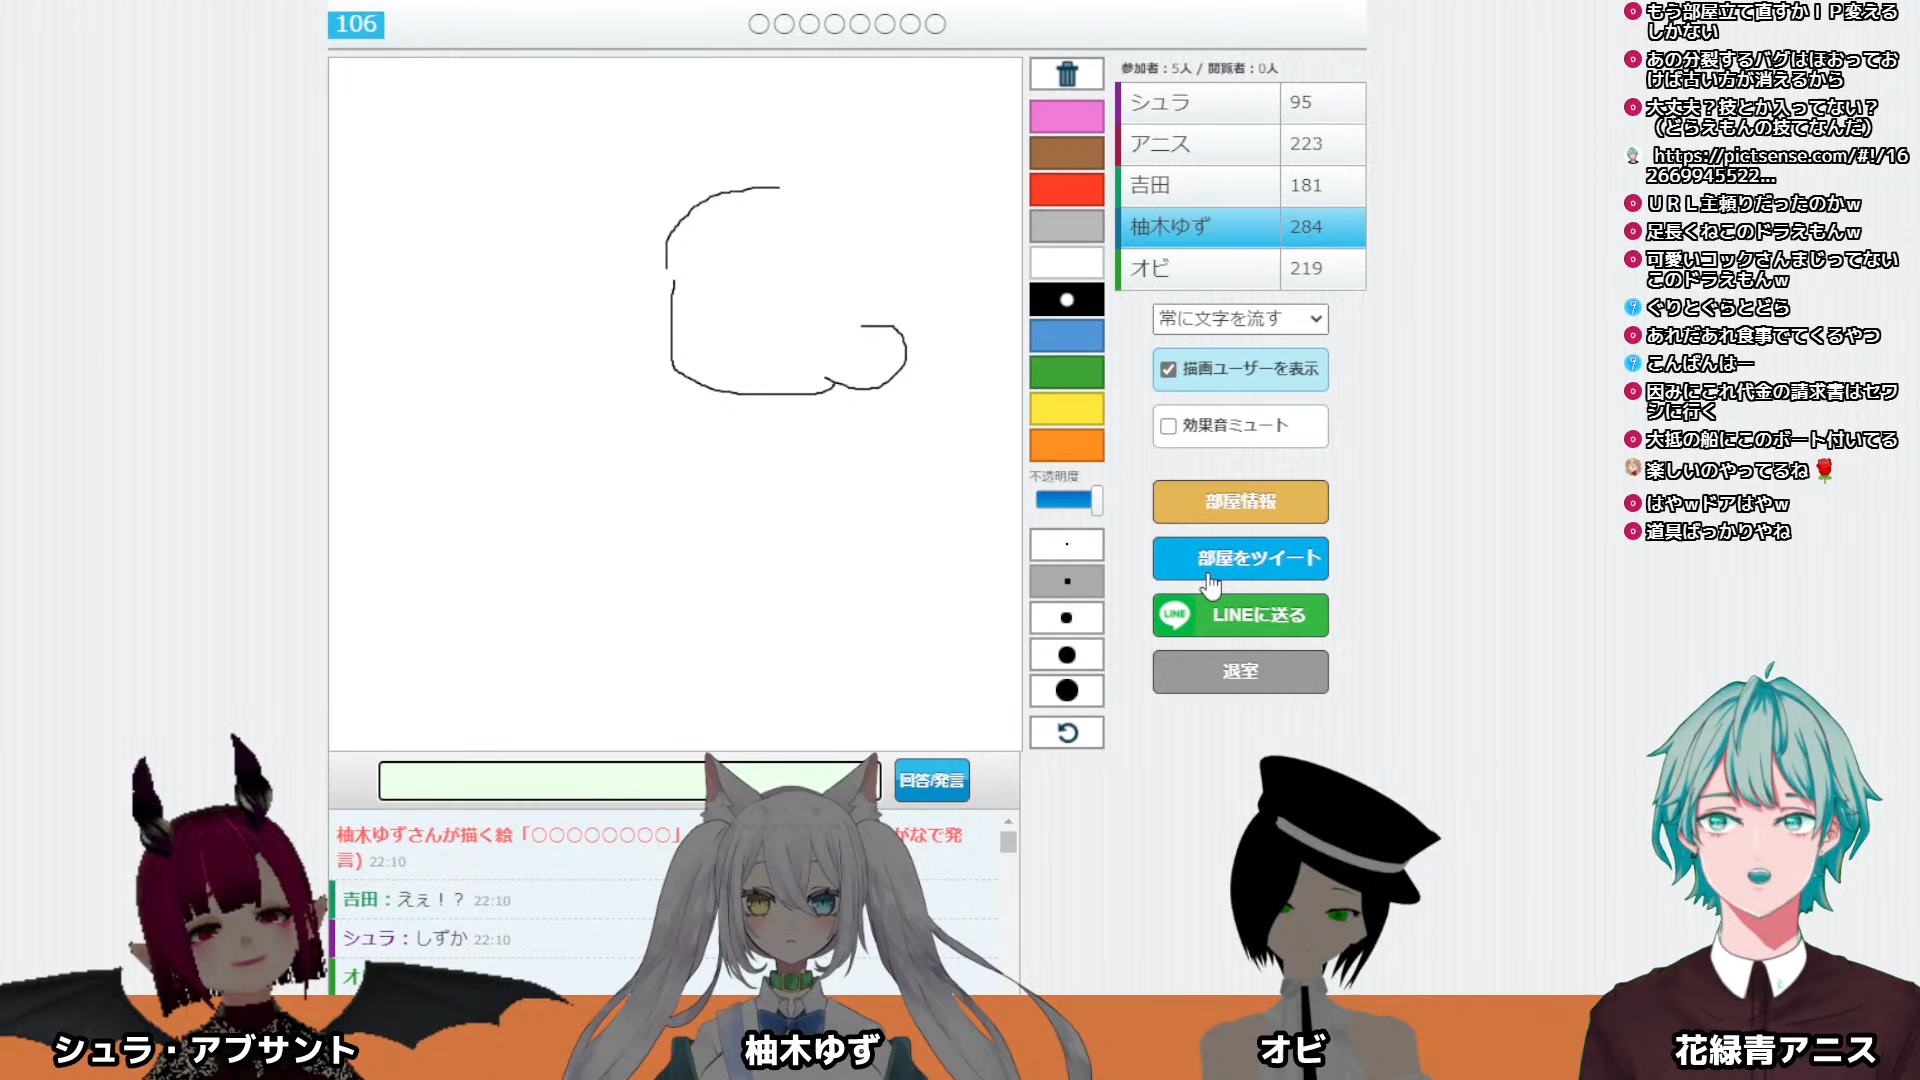 106
○○○○○○○○
参加者：5人 / 閲覧者：0人
シュラ 95
アニス 223
吉田 181
柚木ゆず 284
オビ 219
常に文字を流す
描画ユーザーを表示
効果音ミュート
不透明度
部屋情報
部屋をツイート
LINE LINEに送る
退室
回答/発言
柚木ゆずさんが描く絵「○○○○○○○○」
がなで発
言) 22:10
吉田：えぇ！？ 22:10
シュラ：しずか 22:10
もう部屋立て直すかＩＰ変える
しかない
あの分裂するバグはほおってお
けば古い方が消えるから
大丈夫？技とか入ってない？
（どらえもんの技てなんだ）
https://pictsense.com/#!/16
2669945522...
ＵＲＬ主頼りだったのかｗ
足長くねこのドラえもんｗ
可愛いコックさんまじってない
このドラえもんｗ
ぐりとぐらとどら
あれだあれ食事でてくるやつ
こんばんはー
因みにこれ代金の請求書はセワ
シに行く
大抵の船にこのボート付いてる
楽しいのやってるね🌹
はやｗドアはやｗ
道具ばっかりやね
シュラ・アブサント
柚木ゆず
オビ
花緑青アニス